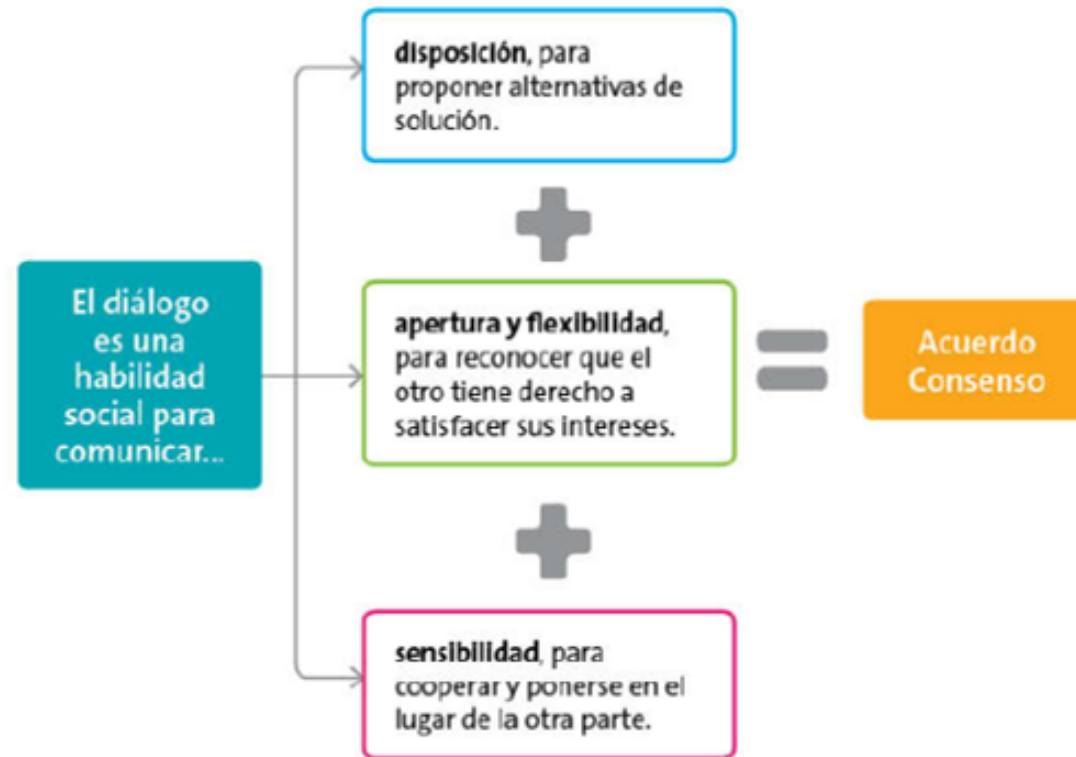 El diálogo
es una
habilidad
social para
comunicar...
disposición, para
proponer alternativas de
solución.
apertura y flexibilidad,
para reconocer que el
otro tiene derecho a
satisfacer sus intereses.
sensibilidad, para
cooperar y ponerse en el
lugar de la otra parte.
Acuerdo
Consenso